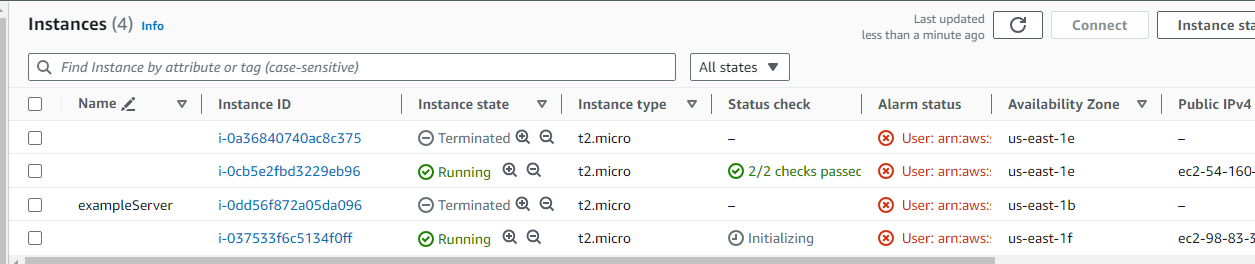 Instances (4) Info
Last updated
less than a minute ago
Connect
Instance sta
Find Instance by attribute or tag (case-sensitive)
All states
Name Instance ID Instance state Instance type Status check Alarm status Availability Zone Public IPv4
i-0a36840740ac8c375 Terminated t2.micro – User: arn:aws:s us-east-1e –
i-0cb5e2fbd3229eb96 Running t2.micro 2/2 checks passed User: arn:aws:s us-east-1e ec2-54-160-
exampleServer i-0dd56f872a05da096 Terminated t2.micro – User: arn:aws:s us-east-1b –
i-037533f6c5134f0ff Running t2.micro Initializing User: arn:aws:s us-east-1f ec2-98-83-3